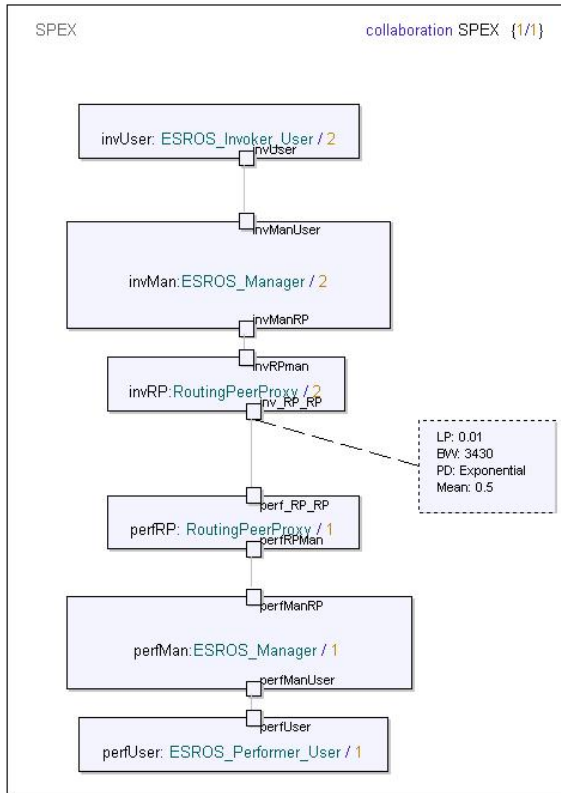 SPEX
collaboration SPEX {1/1}
invUser: ESROS_Invoker_User / 2
invUser
invManUser
invMan:ESROS_Manager / 2
invManRP
invRPman
invRP:RoutingPeerProxy / 2
inv_RP_RP
LP: 0.01
BW: 3430
PD: Exponential
Mean: 0.5
perf_RP_RP
perfRP: RoutingPeerProxy / 1
perfRPMan
perfManRP
perfMan:ESROS_Manager / 1
perfManUser
perfUser
perfUser: ESROS_Performer_User / 1